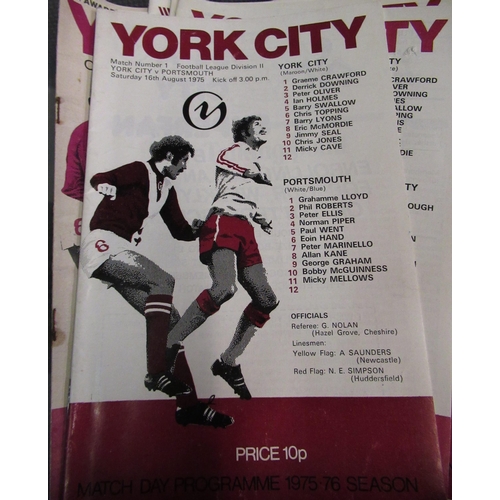 YORK CITY
Match Number 1 Football League Division II
YORK CITY v PORTSMOUTH
Saturday 16th August 1975 Kick off 3.00 p.m.
YORK CITY
(Maroon/White)
1 Graeme CRAWFORD
2 Derrick DOWNING
3 Peter OLIVER
4 Ian HOLMES
5 Barry SWALLOW
6 Chris TOPPING
7 Barry LYONS
8 Eric McMORDIE
9 Jimmy SEAL
10 Chris JONES
11 Micky CAVE
12
PORTSMOUTH
(White/Blue)
1 Grahamme LLOYD
2 Phil ROBERTS
3 Peter ELLIS
4 Norman PIPER
5 Paul WENT
6 Eoin HAND
7 Peter MARINELLO
8 Allan KANE
9 George GRAHAM
10 Bobby McGUINNESS
11 Micky MELLOWS
12
OFFICIALS
Referee: G. NOLAN
(Hazel Grove, Cheshire)
Linesmen:
Yellow Flag: A SAUNDERS
(Newcastle)
Red Flag: N. E. SIMPSON
(Huddersfield)
PRICE 10p
MATCH-DAY PROGRAMME 1975-76 SEASON